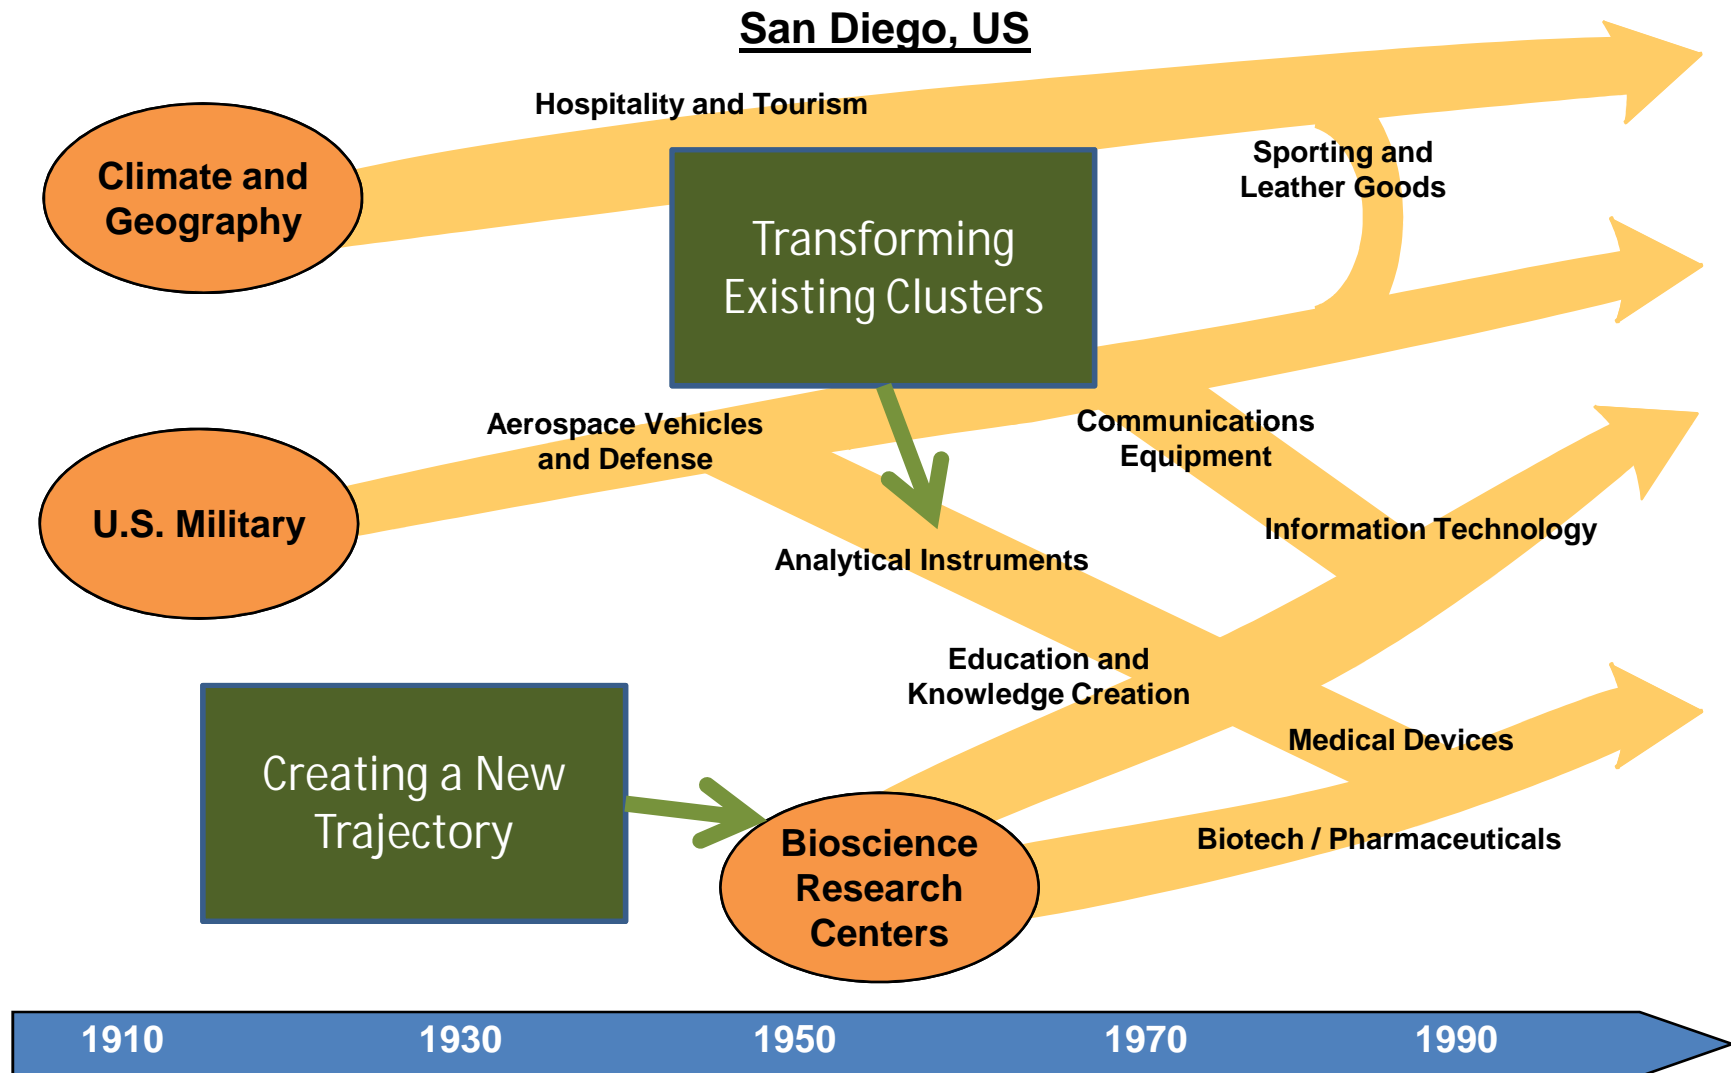 San Diego, US
Hospitality and Tourism
Climate and
Geography
Sporting and
Leather Goods
Transforming
Existing Clusters
Aerospace Vehicles
and Defense
Communications
Equipment
U.S. Military
Information Technology
Analytical Instruments
Education and
Knowledge Creation
Medical Devices
Creating a New
Trajectory
Biotech / Pharmaceuticals
Bioscience
Research
Centers
1910 1930 1950 1970 1990